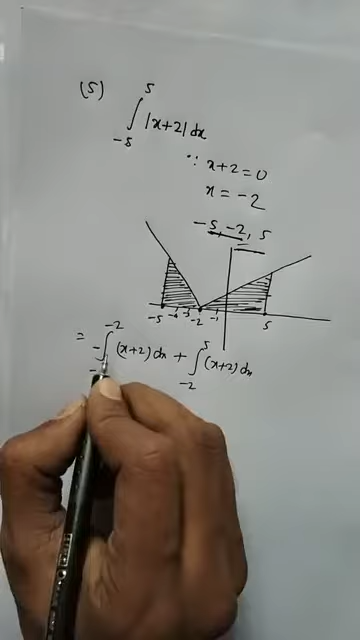 (5) ∫_{-5}^{5} |x+2| dx
∵ x+2=0
x = -2
-5, -2, 5
-5 -4 -3 -2 -1 5
= -∫_{-}^{-2} (x+2) dx + ∫_{-2}^{5} (x+2) dx